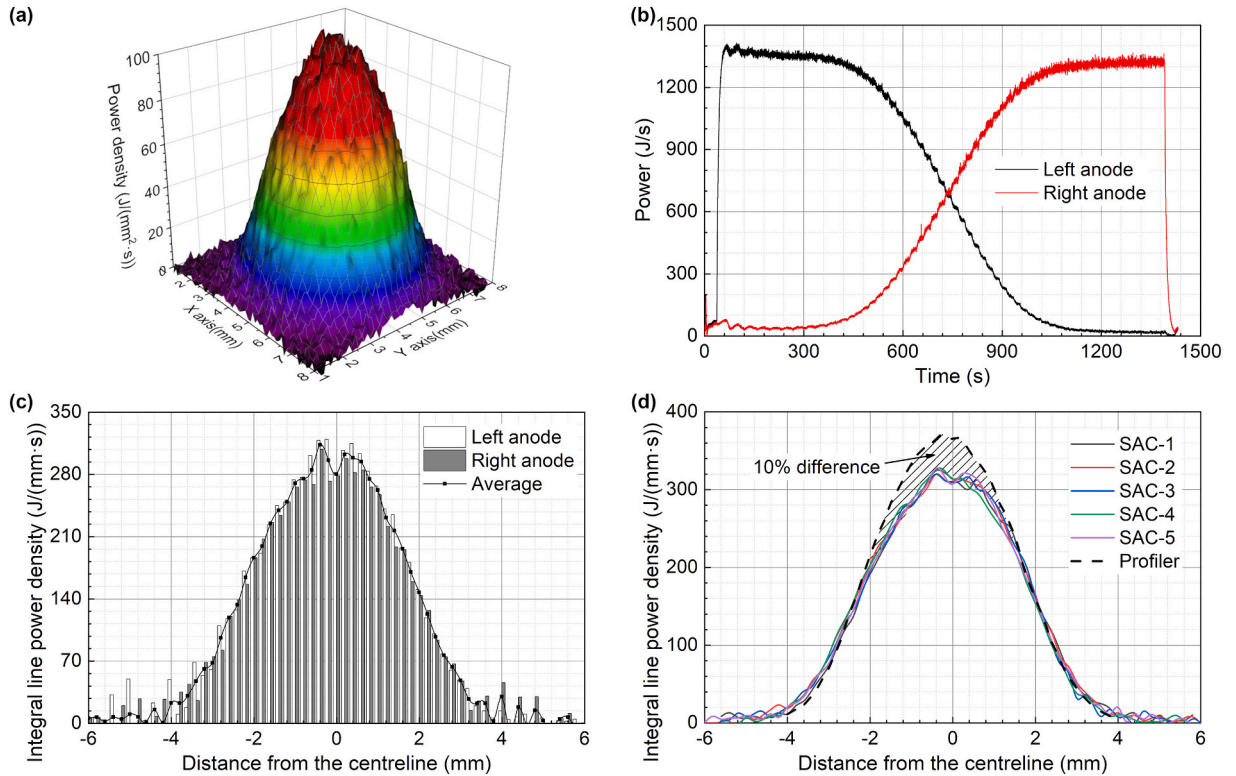 (a)
Power density (J/(mm²·s))
100
80
60
40
20
0
2
3
4
5
6
7
8
X axis(mm)
1
2
3
4
5
6
7
8
Y axis(mm)
(b)
Power (J/s)
1500
1300
900
600
300
0
Left anode
Right anode
0
300
600
900
1200
1500
Time (s)
(c)
Integral line power density (J/(mm·s))
350
280
210
140
70
0
Left anode
Right anode
Average
-6
-4
-2
0
2
4
6
Distance from the centreline (mm)
(d)
Integral line power density (J/(mm·s))
400
300
200
100
0
10% difference
SAC-1
SAC-2
SAC-3
SAC-4
SAC-5
Profiler
-6
-4
-2
0
2
4
6
Distance from the centreline (mm)